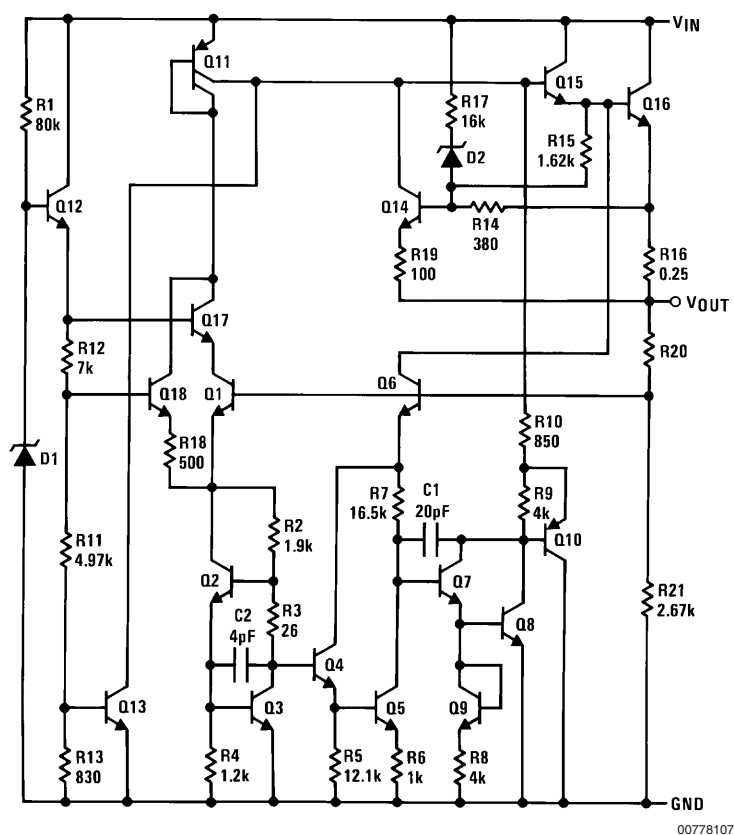 VIN
Q11
Q15
Q16
R1
80k
R17
16k
R15
1.62k
D2
Q12
Q14
R14
380
R19
100
R16
0.25
VOUT
Q17
R12
7k
Q6
R20
Q18
Q1
R10
850
R18
500
D1
R7
16.5k
C1
20pF
R9
4k
R2
1.9k
Q10
R11
4.97k
Q2
Q7
R21
2.67k
R3
26
C2
4pF
Q8
Q4
Q13
Q3
Q5
Q9
R13
830
R4
1.2k
R5
12.1k
R6
1k
R8
4k
GND
00778107